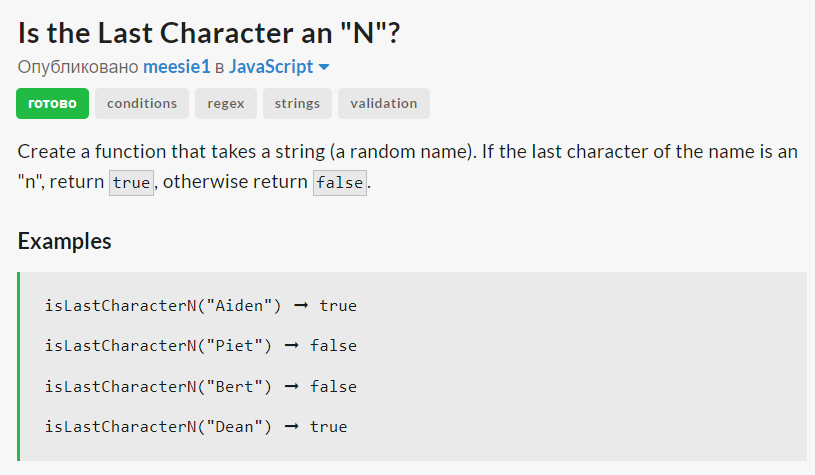 Is the Last Character an "N"?
Опубликовано meesie1 в JavaScript
готово conditions regex strings validation
Create a function that takes a string (a random name). If the last character of the name is an
"n", return true, otherwise return false.
Examples
isLastCharacterN("Aiden") ➞ true
isLastCharacterN("Piet") ➞ false
isLastCharacterN("Bert") ➞ false
isLastCharacterN("Dean") ➞ true